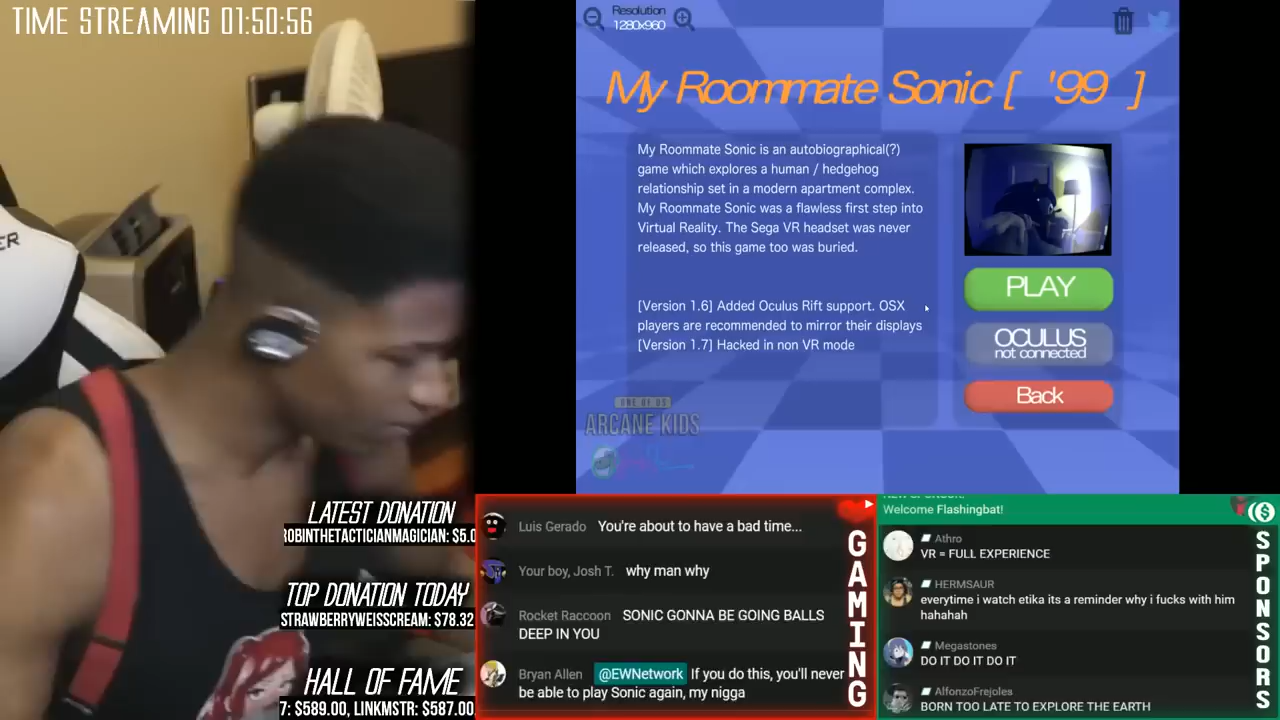 TIME STREAMING 01:50:56
ER
LATEST DONATION
ROBINTHETACTICIANMAGICIAN: $5.0
TOP DONATION TODAY
STRAWBERRYWEISSCREAM: $78.32
HALL OF FAME
7: $589.00, LINKMSTR: $587.00
Resolution
1280x960
My Roommate Sonic [ '99 ]
My Roommate Sonic is an autobiographical(?)
game which explores a human / hedgehog
relationship set in a modern apartment complex.
My Roommate Sonic was a flawless first step into
Virtual Reality. The Sega VR headset was never
released, so this game too was buried.
[Version 1.6] Added Oculus Rift support. OSX
players are recommended to mirror their displays
[Version 1.7] Hacked in non VR mode
PLAY
OCULUS
not connected
Back
ONE OF US
ARCANE KIDS
Luis Gerado You're about to have a bad time...
Your boy, Josh T. why man why
Rocket Raccoon SONIC GONNA BE GOING BALLS
DEEP IN YOU
Bryan Allen @EWNetwork If you do this, you'll never
be able to play Sonic again, my nigga
GAMING
Welcome Flashingbat!
Athro
VR = FULL EXPERIENCE
HERMSAUR
everytime i watch etika its a reminder why i fucks with him
hahahah
Megastones
DO IT DO IT DO IT
AlfonzoFrejoles
BORN TOO LATE TO EXPLORE THE EARTH
SPONSORS